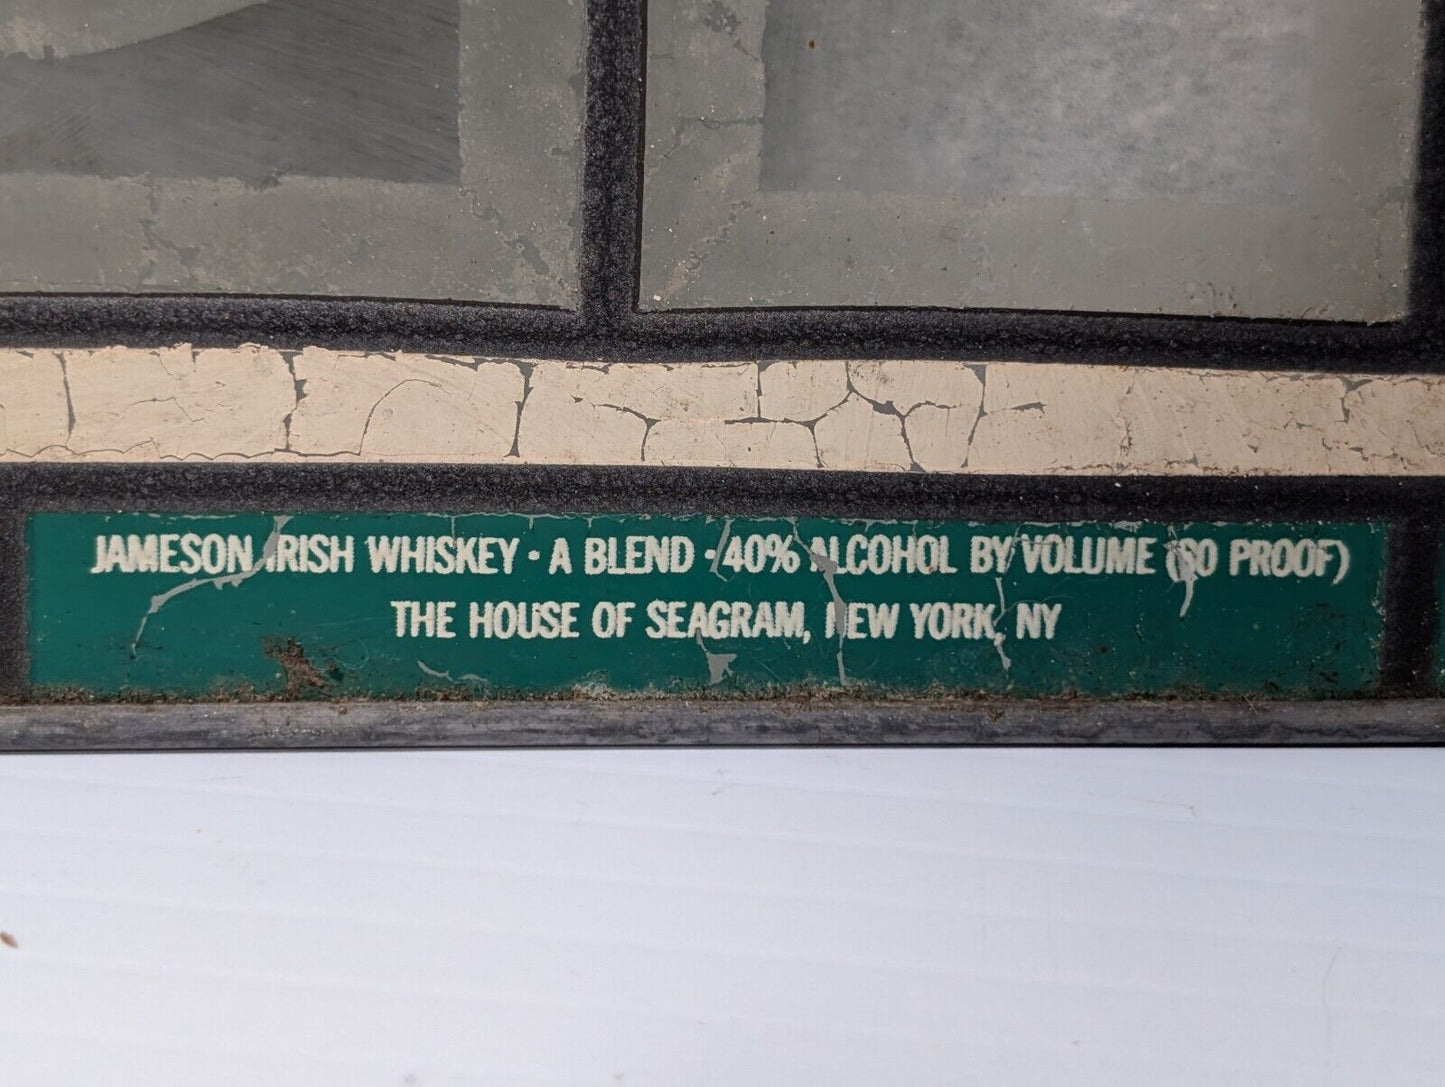 JAMESON IRISH WHISKEY · A BLEND · 40% ALCOHOL BY VOLUME (80 PROOF)
THE HOUSE OF SEAGRAM, NEW YORK, NY